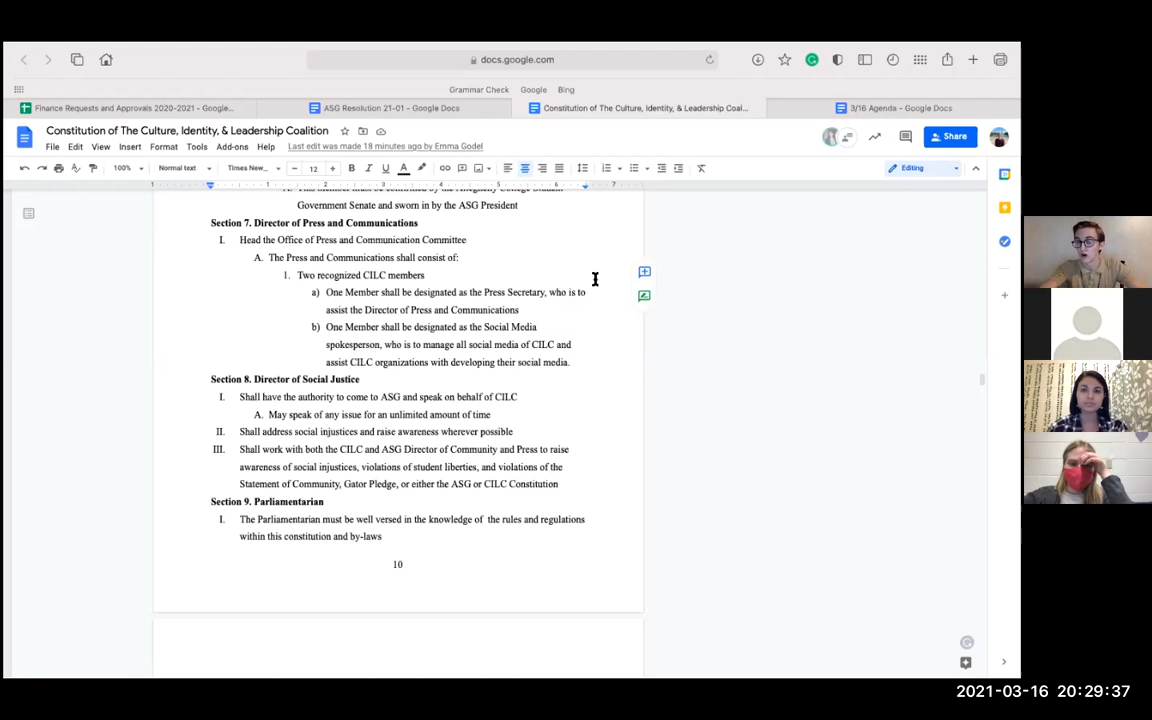 docs.google.com
Grammar Check Google Bing
Finance Requests and Approvals 2020-2021 - Google...
ASG Resolution 21-01 - Google Docs
Constitution of The Culture, Identity, & Leadership Coal...
3/16 Agenda - Google Docs
Constitution of The Culture, Identity, & Leadership Coalition
File Edit View Insert Format Tools Add-ons Help Last edit was made 18 minutes ago by Emma Godel
Share
100% Normal text Times New... 12 B I U A Editing
1 1 2 3 4 5 6 7
Government Senate and sworn in by the ASG President
Section 7. Director of Press and Communications
I. Head the Office of Press and Communication Committee
A. The Press and Communications shall consist of:
1. Two recognized CILC members
a) One Member shall be designated as the Press Secretary, who is to
assist the Director of Press and Communications
b) One Member shall be designated as the Social Media
spokesperson, who is to manage all social media of CILC and
assist CILC organizations with developing their social media.
Section 8. Director of Social Justice
I. Shall have the authority to come to ASG and speak on behalf of CILC
A. May speak of any issue for an unlimited amount of time
II. Shall address social injustices and raise awareness wherever possible
III. Shall work with both the CILC and ASG Director of Community and Press to raise
awareness of social injustices, violations of student liberties, and violations of the
Statement of Community, Gator Pledge, or either the ASG or CILC Constitution
Section 9. Parliamentarian
I. The Parliamentarian must be well versed in the knowledge of the rules and regulations
within this constitution and by-laws
10
2021-03-16 20:29:37